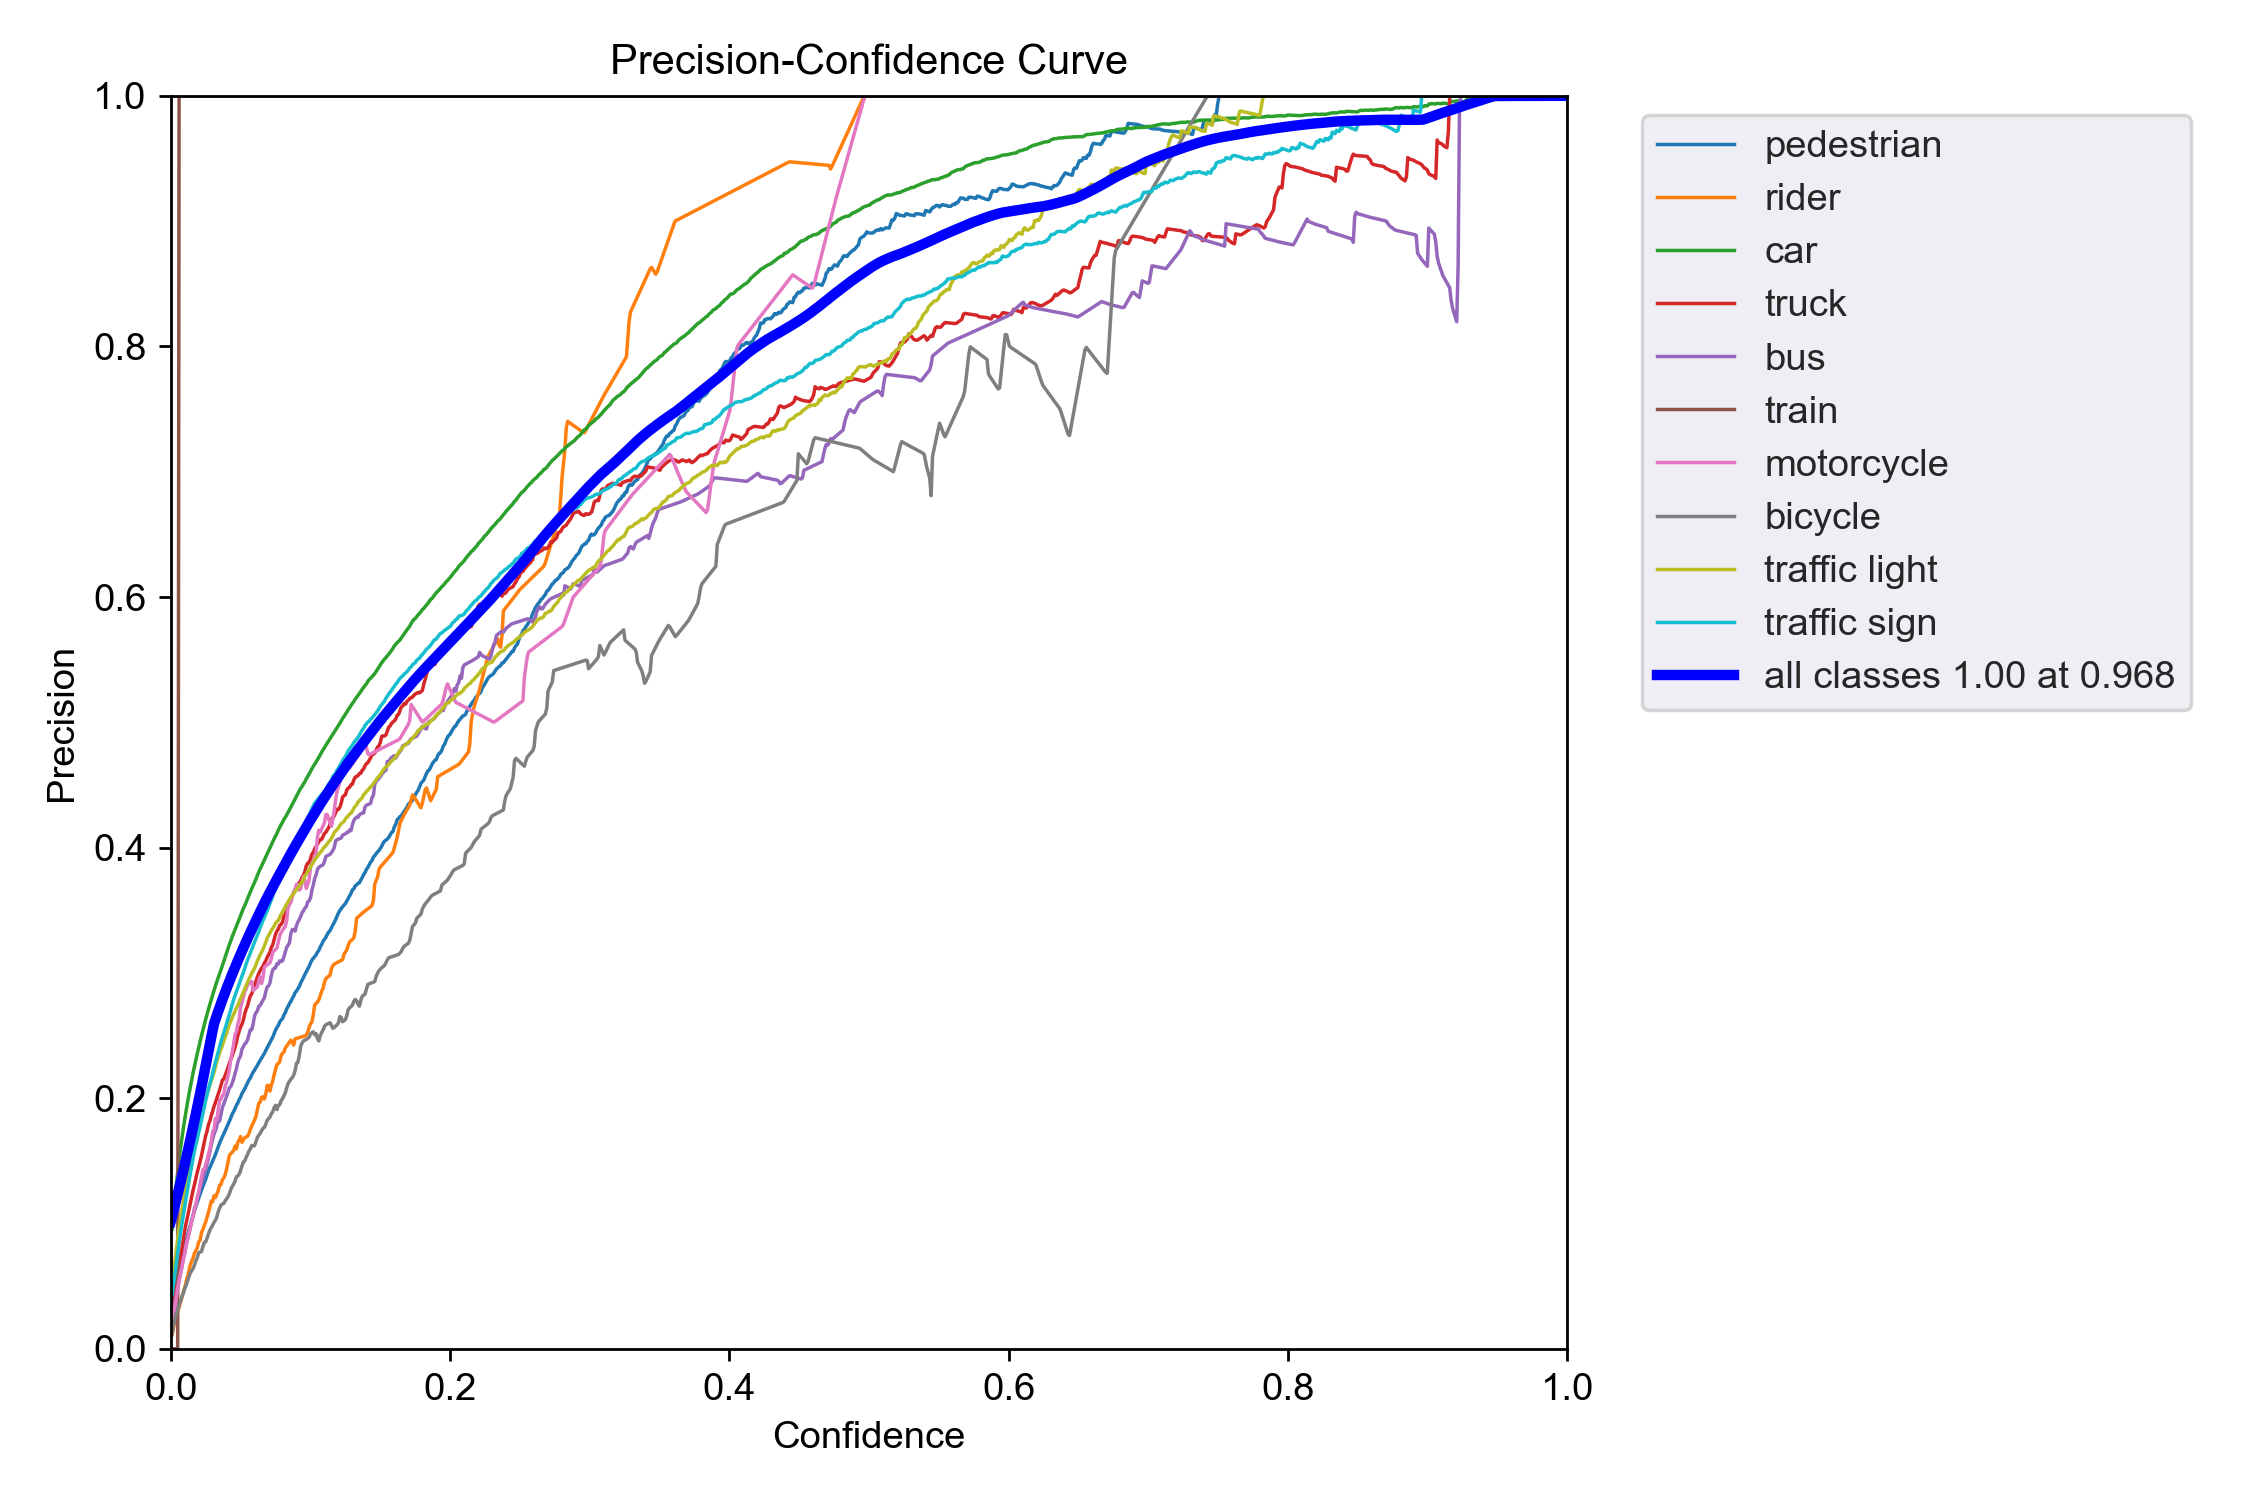 Precision-Confidence Curve
1.0
0.8
0.6
0.4
0.2
0.0
Precision
0.0 0.2 0.4 0.6 0.8 1.0
Confidence
pedestrian
rider
car
truck
bus
train
motorcycle
bicycle
traffic light
traffic sign
all classes 1.00 at 0.968